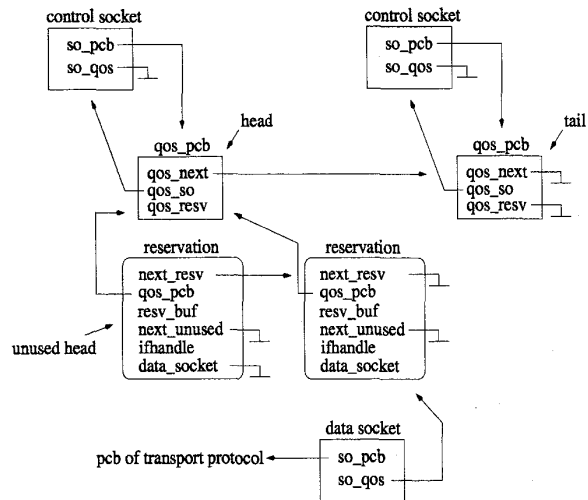 control socket
so_pcb
so_qos
control socket
so_pcb
so_qos
head
tail
qos_pcb
qos_next
qos_so
qos_resv
qos_pcb
qos_next
qos_so
qos_resv
reservation
next_resv
qos_pcb
resv_buf
next_unused
ifhandle
data_socket
reservation
next_resv
qos_pcb
resv_buf
next_unused
ifhandle
data_socket
unused head
data socket
so_pcb
so_qos
pcb of transport protocol